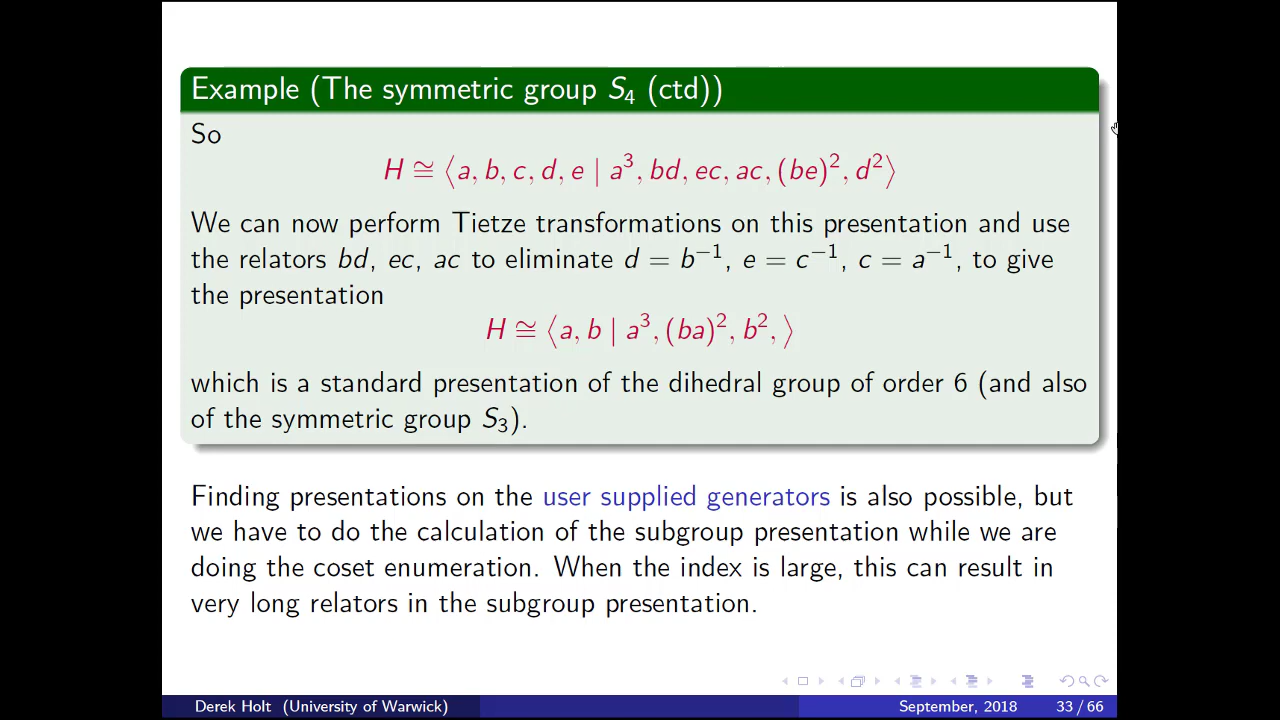 Example (The symmetric group S₄ (ctd))
So
H ≅ ⟨a, b, c, d, e | a³, bd, ec, ac, (be)², d²⟩
We can now perform Tietze transformations on this presentation and use
the relators bd, ec, ac to eliminate d = b⁻¹, e = c⁻¹, c = a⁻¹, to give
the presentation
H ≅ ⟨a, b | a³, (ba)², b², ⟩
which is a standard presentation of the dihedral group of order 6 (and also
of the symmetric group S₃).
Finding presentations on the user supplied generators is also possible, but
we have to do the calculation of the subgroup presentation while we are
doing the coset enumeration. When the index is large, this can result in
very long relators in the subgroup presentation.
Derek Holt (University of Warwick) September, 2018 33 / 66